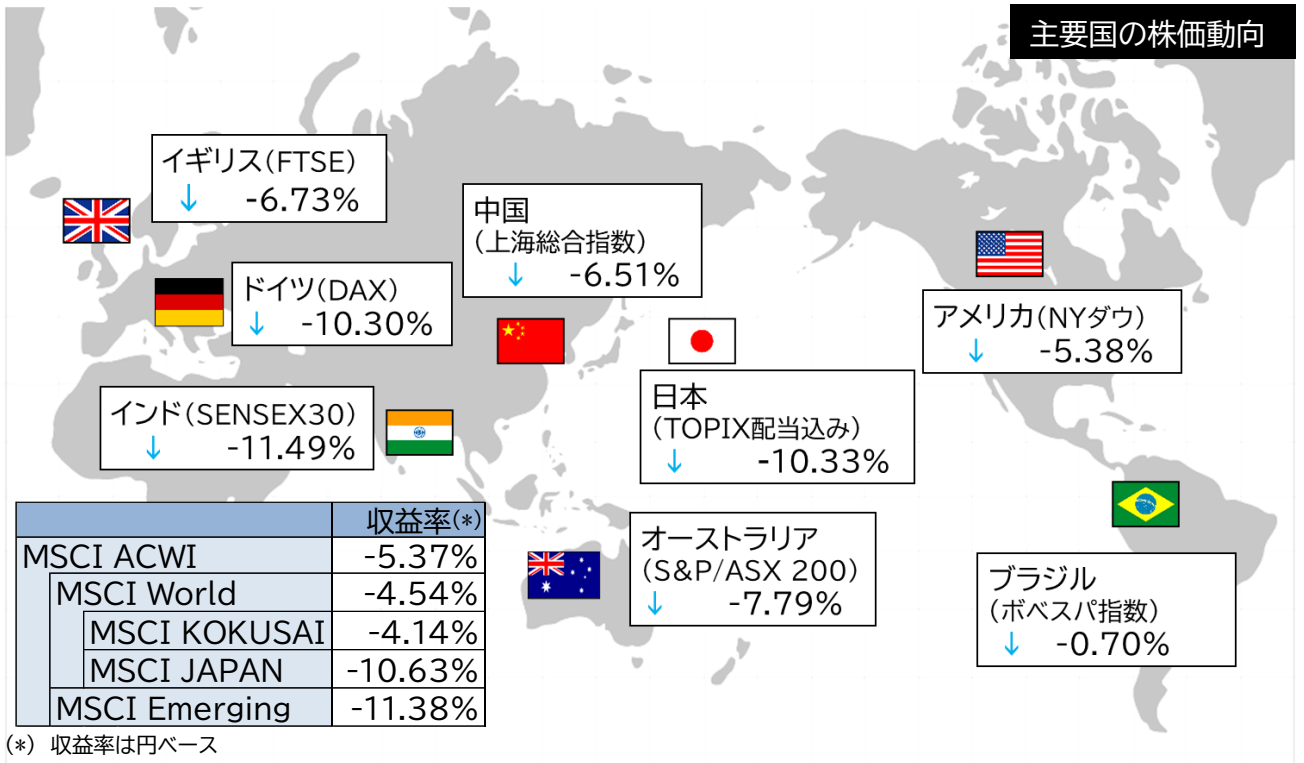 主要国の株価動向
イギリス(FTSE)
↓ -6.73%
中国
(上海総合指数)
↓ -6.51%
ドイツ(DAX)
↓ -10.30%
アメリカ(NYダウ)
↓ -5.38%
インド(SENSEX30)
↓ -11.49%
日本
(TOPIX配当込み)
↓ -10.33%
オーストラリア
(S&P/ASX 200)
↓ -7.79%
ブラジル
(ボベスパ指数)
↓ -0.70%
収益率(*)
MSCI ACWI -5.37%
MSCI World -4.54%
MSCI KOKUSAI -4.14%
MSCI JAPAN -10.63%
MSCI Emerging -11.38%
(*) 収益率は円ベース